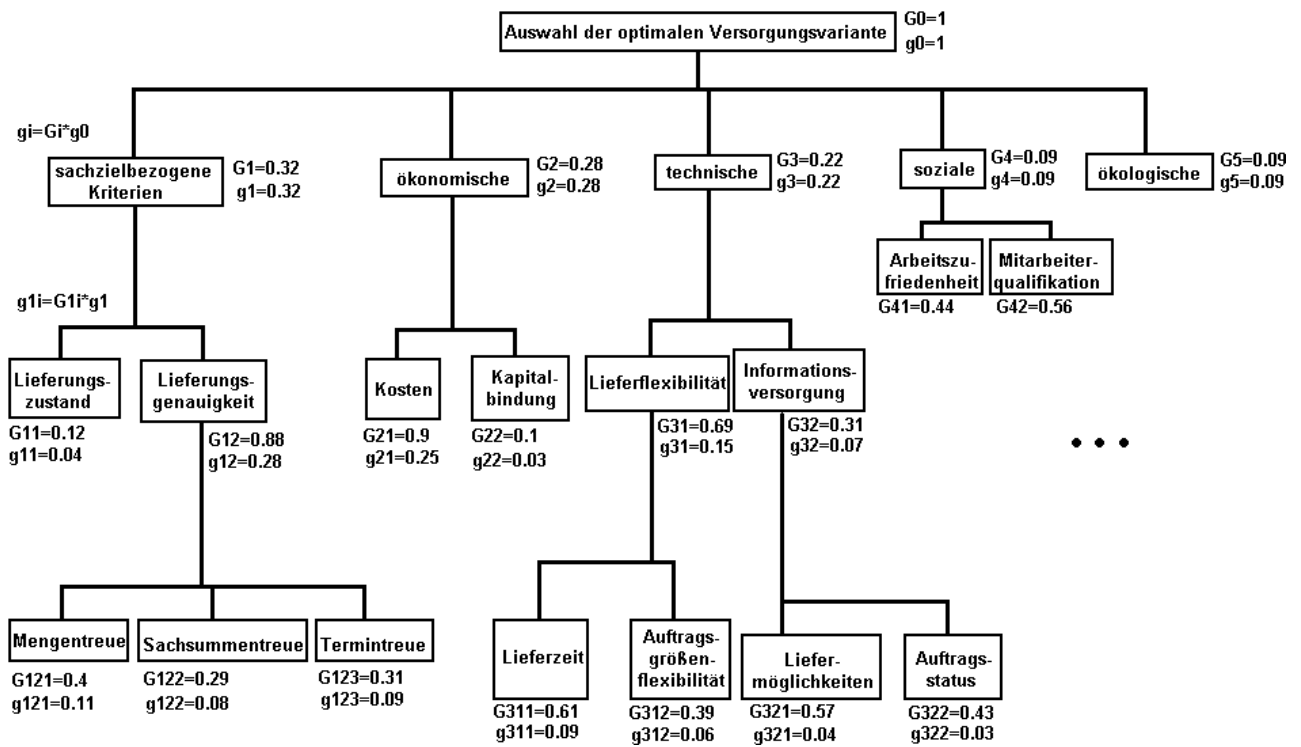 Auswahl der optimalen Versorgungsvariante
G0=1
g0=1
gi=Gi*g0
sachzielbezogene
Kriterien
G1=0.32
g1=0.32
ökonomische
G2=0.28
g2=0.28
technische
G3=0.22
g3=0.22
soziale
G4=0.09
g4=0.09
ökologische
G5=0.09
g5=0.09
Arbeitszu-
friedenheit
G41=0.44
Mitarbeiter-
qualifikation
G42=0.56
g1i=G1i*g1
Lieferungs-
zustand
G11=0.12
g11=0.04
Lieferungs-
genauigkeit
G12=0.88
g12=0.28
Kosten
G21=0.9
g21=0.25
Kapital-
bindung
G22=0.1
g22=0.03
Lieferflexibilität
G31=0.69
g31=0.15
Informations-
versorgung
G32=0.31
g32=0.07
• • •
Mengentreue
G121=0.4
g121=0.11
Sachsummentreue
G122=0.29
g122=0.08
Termintreue
G123=0.31
g123=0.09
Lieferzeit
G311=0.61
g311=0.09
Auftrags-
größen-
flexibilität
G312=0.39
g312=0.06
Liefer-
möglichkeiten
G321=0.57
g321=0.04
Auftrags-
status
G322=0.43
g322=0.03